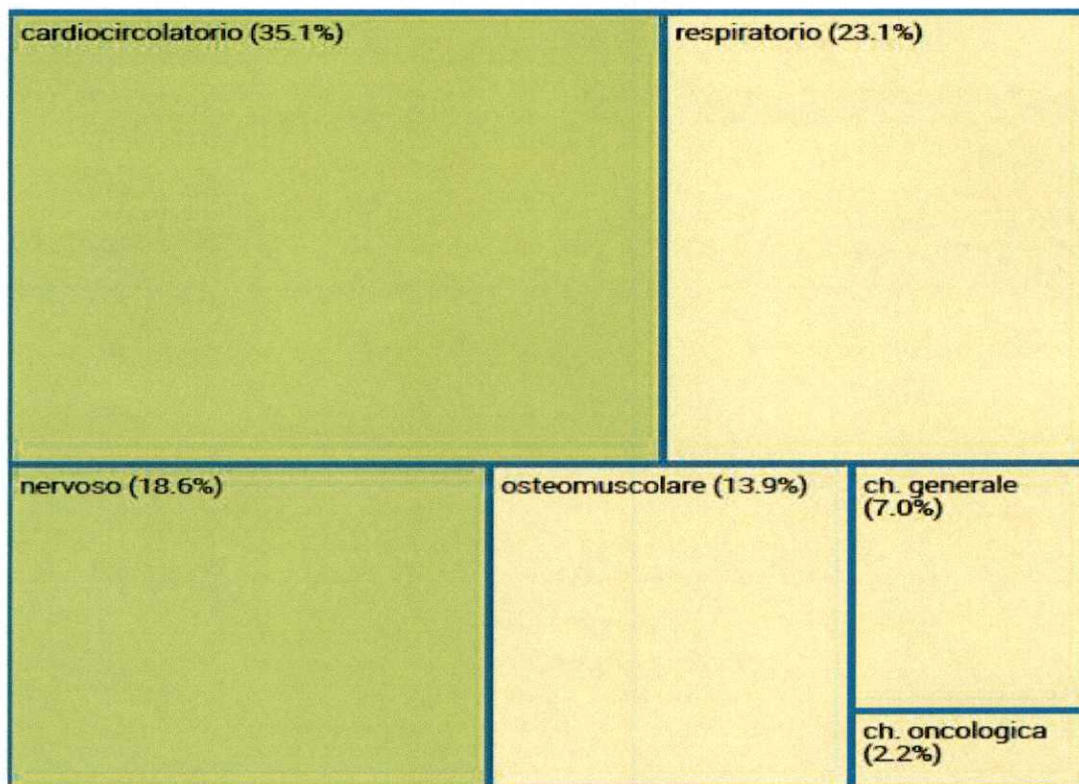 cardiocircolatorio (35.1%)
respiratorio (23.1%)
nervoso (18.6%)
osteomuscolare (13.9%)
ch. generale
(7.0%)
ch. oncologica
(2.2%)